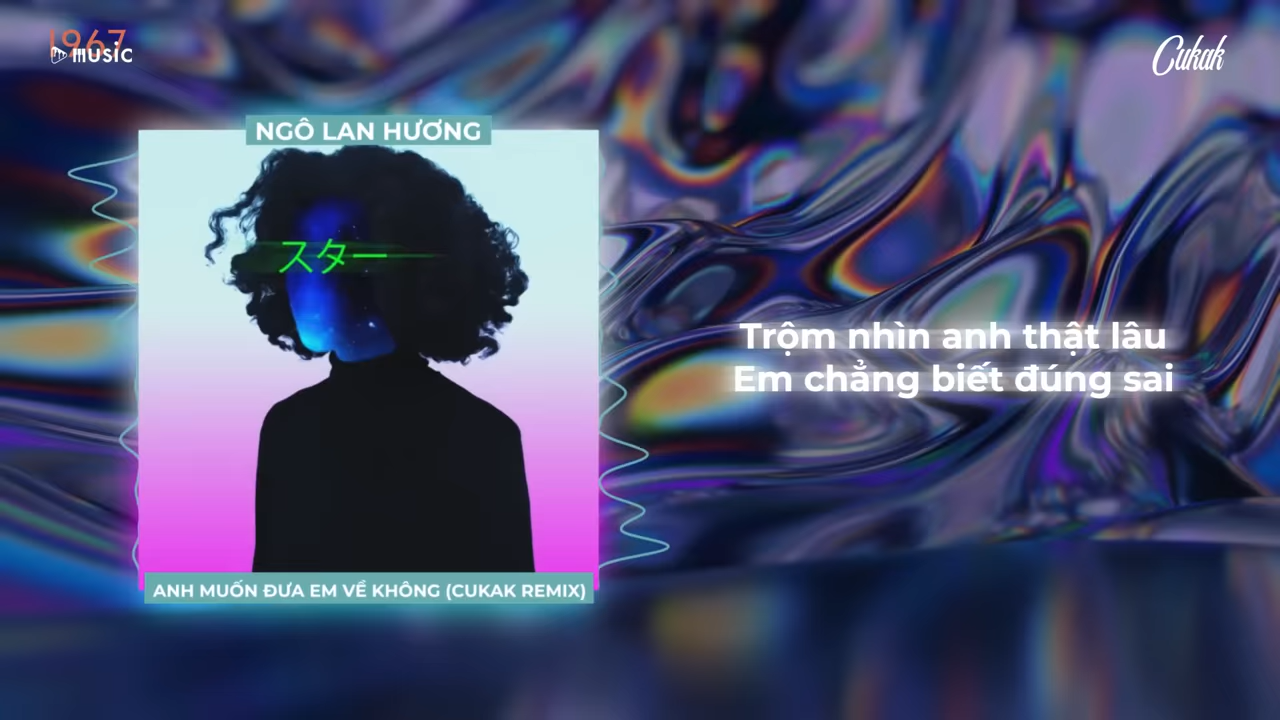 1967
music
Cukak
NGÔ LAN HƯƠNG
スター
Trộm nhìn anh thật lâu
Em chẳng biết đúng sai
ANH MUỐN ĐƯA EM VỀ KHÔNG (CUKAK REMIX)